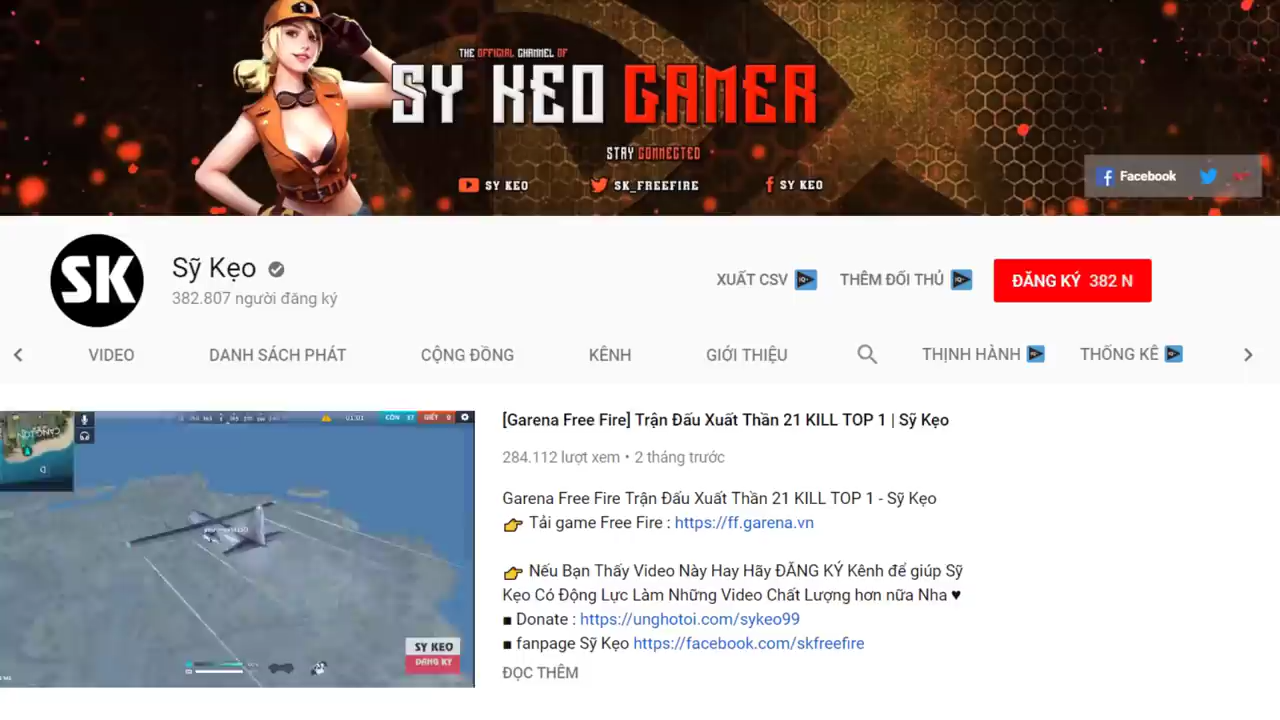 THE OFFICIAL CHANNEL OF
SY KEO GAMER
STAY CONNECTED
SY KEO
SK_FREEFIRE
SY KEO
Facebook
SK
Sỹ Kẹo
382.807 người đăng ký
XUẤT CSV
THÊM ĐỐI THỦ
ĐĂNG KÝ 382 N
VIDEO
DANH SÁCH PHÁT
CỘNG ĐỒNG
KÊNH
GIỚI THIỆU
THỊNH HÀNH
THỐNG KÊ
CÒN 37
GIẾT 0
01:01
SY KEO
ĐĂNG KÝ
[Garena Free Fire] Trận Đấu Xuất Thần 21 KILL TOP 1 | Sỹ Kẹo
284.112 lượt xem • 2 tháng trước
Garena Free Fire Trận Đấu Xuất Thần 21 KILL TOP 1 - Sỹ Kẹo
👉 Tải game Free Fire : https://ff.garena.vn
👉 Nếu Bạn Thấy Video Này Hay Hãy ĐĂNG KÝ Kênh để giúp Sỹ
Kẹo Có Động Lực Làm Những Video Chất Lượng hơn nữa Nha ♥
■ Donate : https://unghotoi.com/sykeo99
■ fanpage Sỹ Kẹo https://facebook.com/skfreefire
ĐỌC THÊM